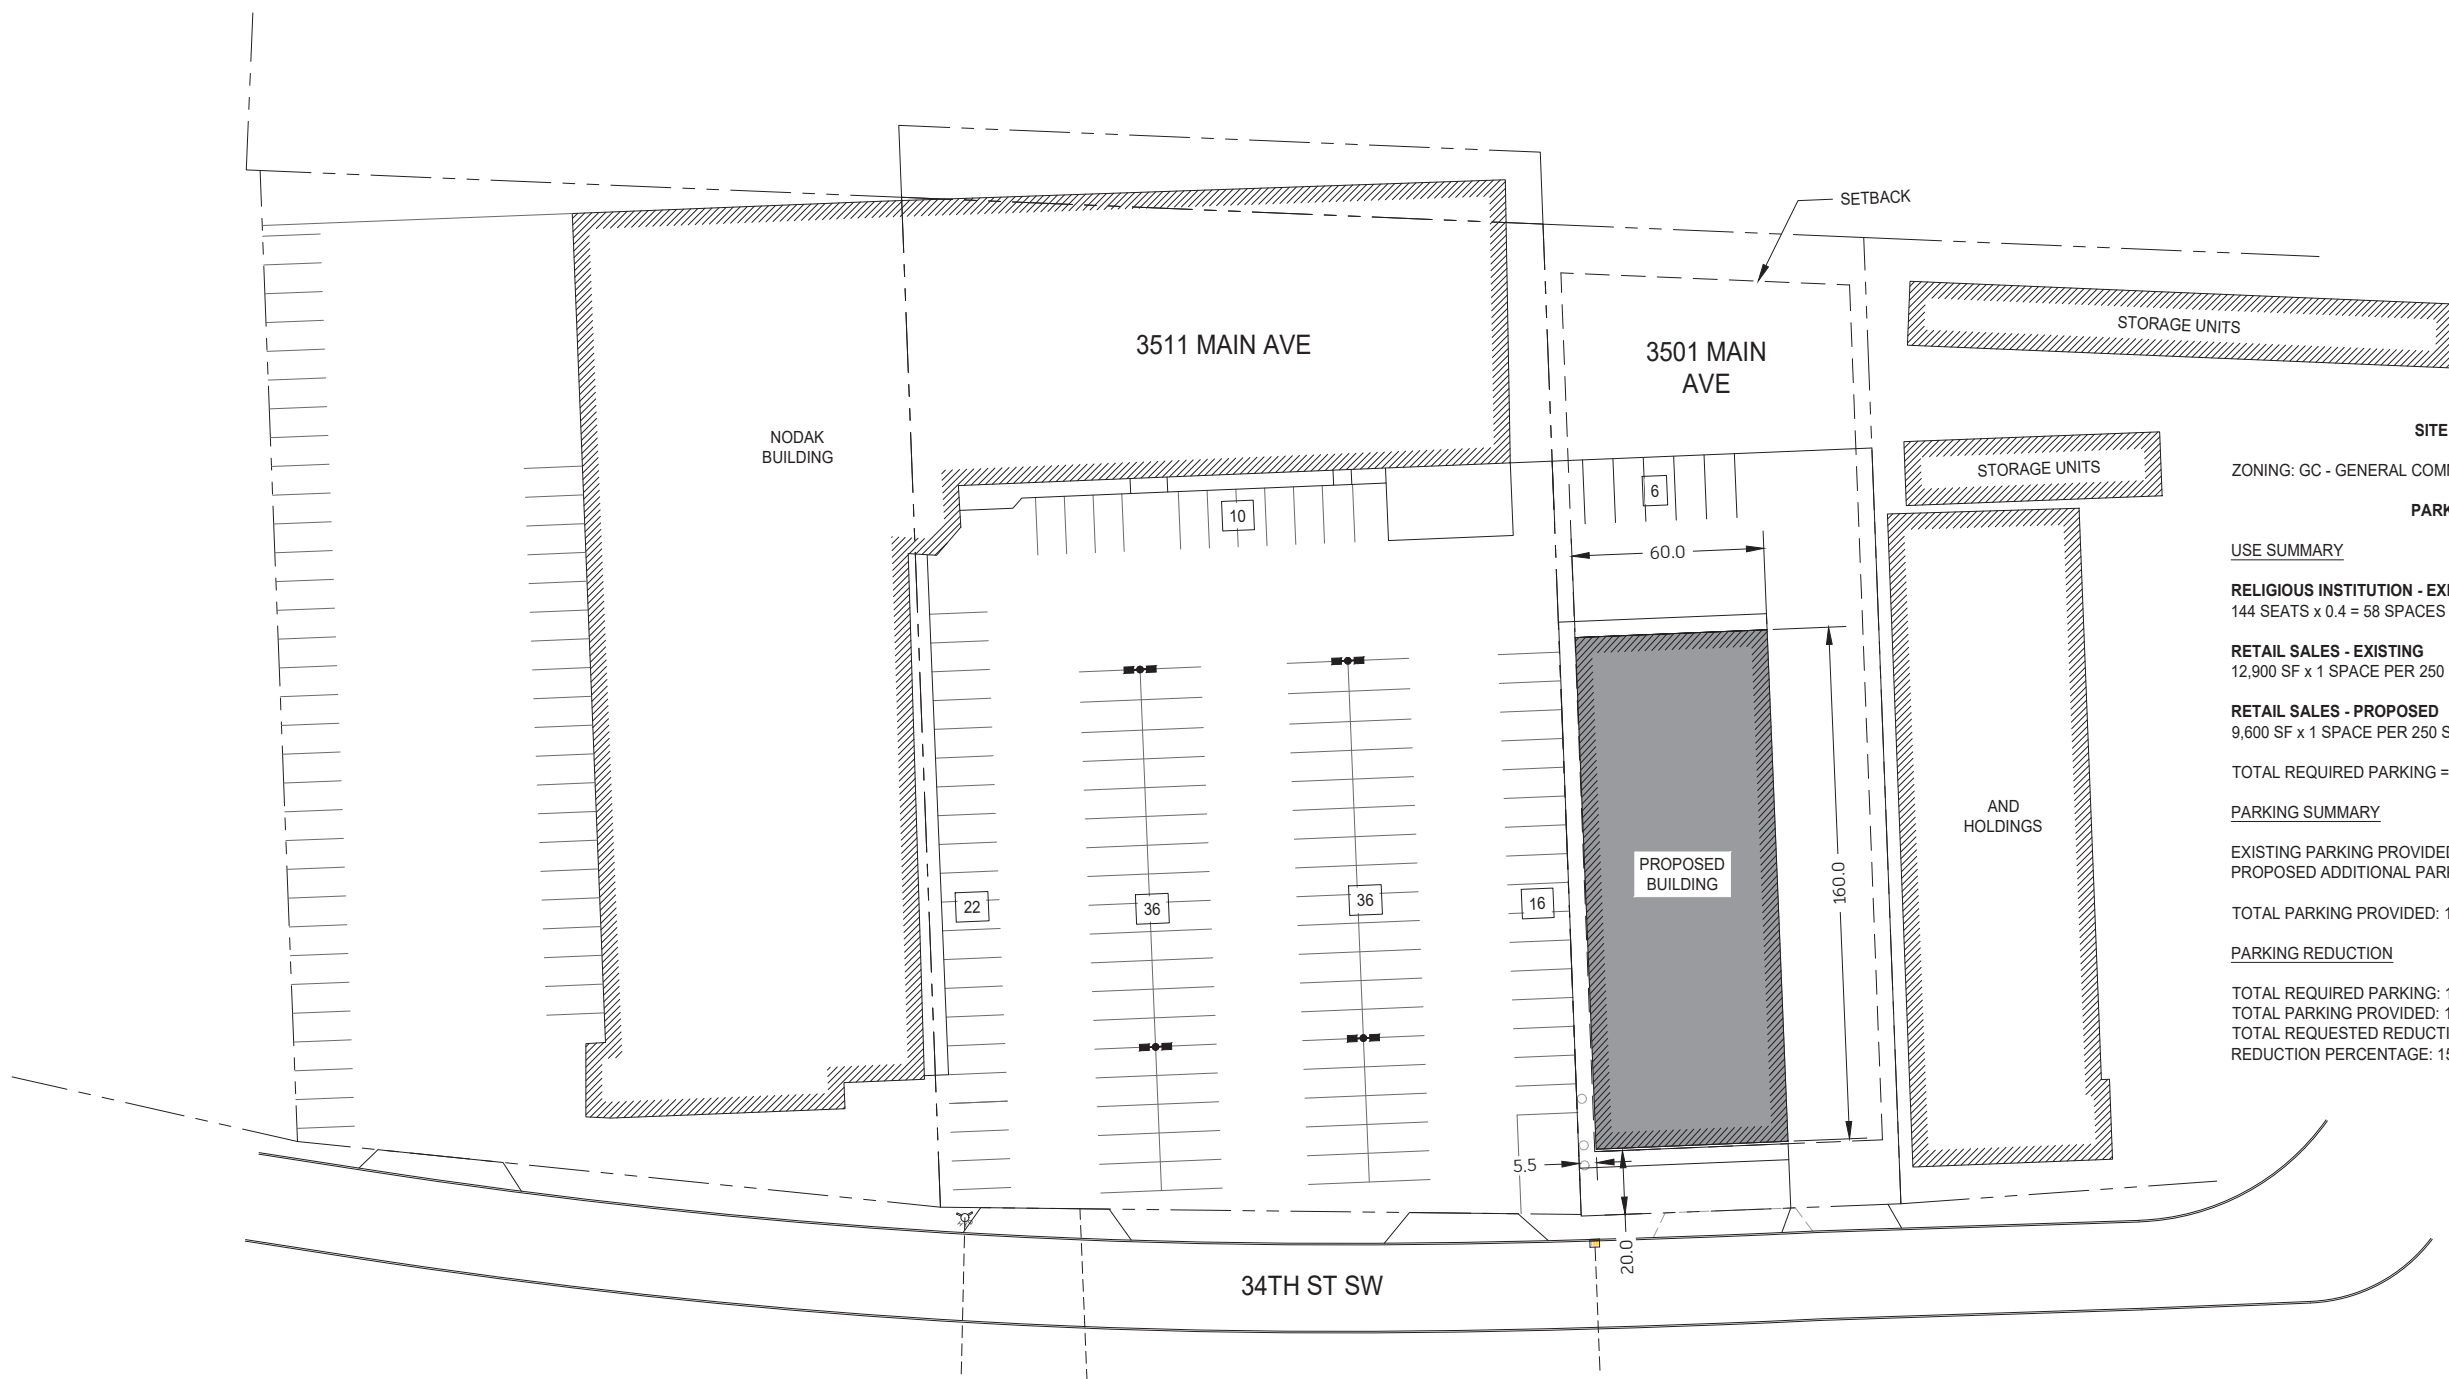 SETBACK
3511 MAIN AVE
3501 MAIN
AVE
STORAGE UNITS
STORAGE UNITS
NODAK
BUILDING
10
6
60.0
22
36
36
16
PROPOSED
BUILDING
160.0
AND
HOLDINGS
5.5
20.0
34TH ST SW
SITE
ZONING: GC - GENERAL COM
PARK
USE SUMMARY
RELIGIOUS INSTITUTION - EXI
144 SEATS x 0.4 = 58 SPACES
RETAIL SALES - EXISTING
12,900 SF x 1 SPACE PER 250
RETAIL SALES - PROPOSED
9,600 SF x 1 SPACE PER 250 S
TOTAL REQUIRED PARKING =
PARKING SUMMARY
EXISTING PARKING PROVIDED
PROPOSED ADDITIONAL PAR
TOTAL PARKING PROVIDED: 1
PARKING REDUCTION
TOTAL REQUIRED PARKING: 1
TOTAL PARKING PROVIDED: 1
TOTAL REQUESTED REDUCTI
REDUCTION PERCENTAGE: 15